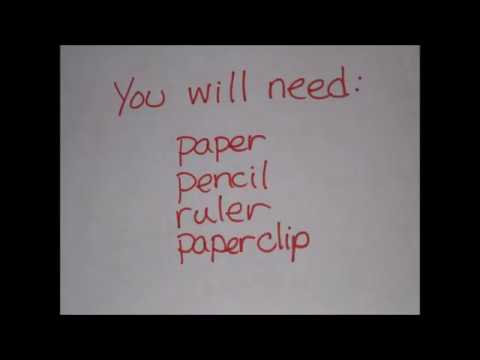 You will need:
paper
pencil
ruler
paperclip